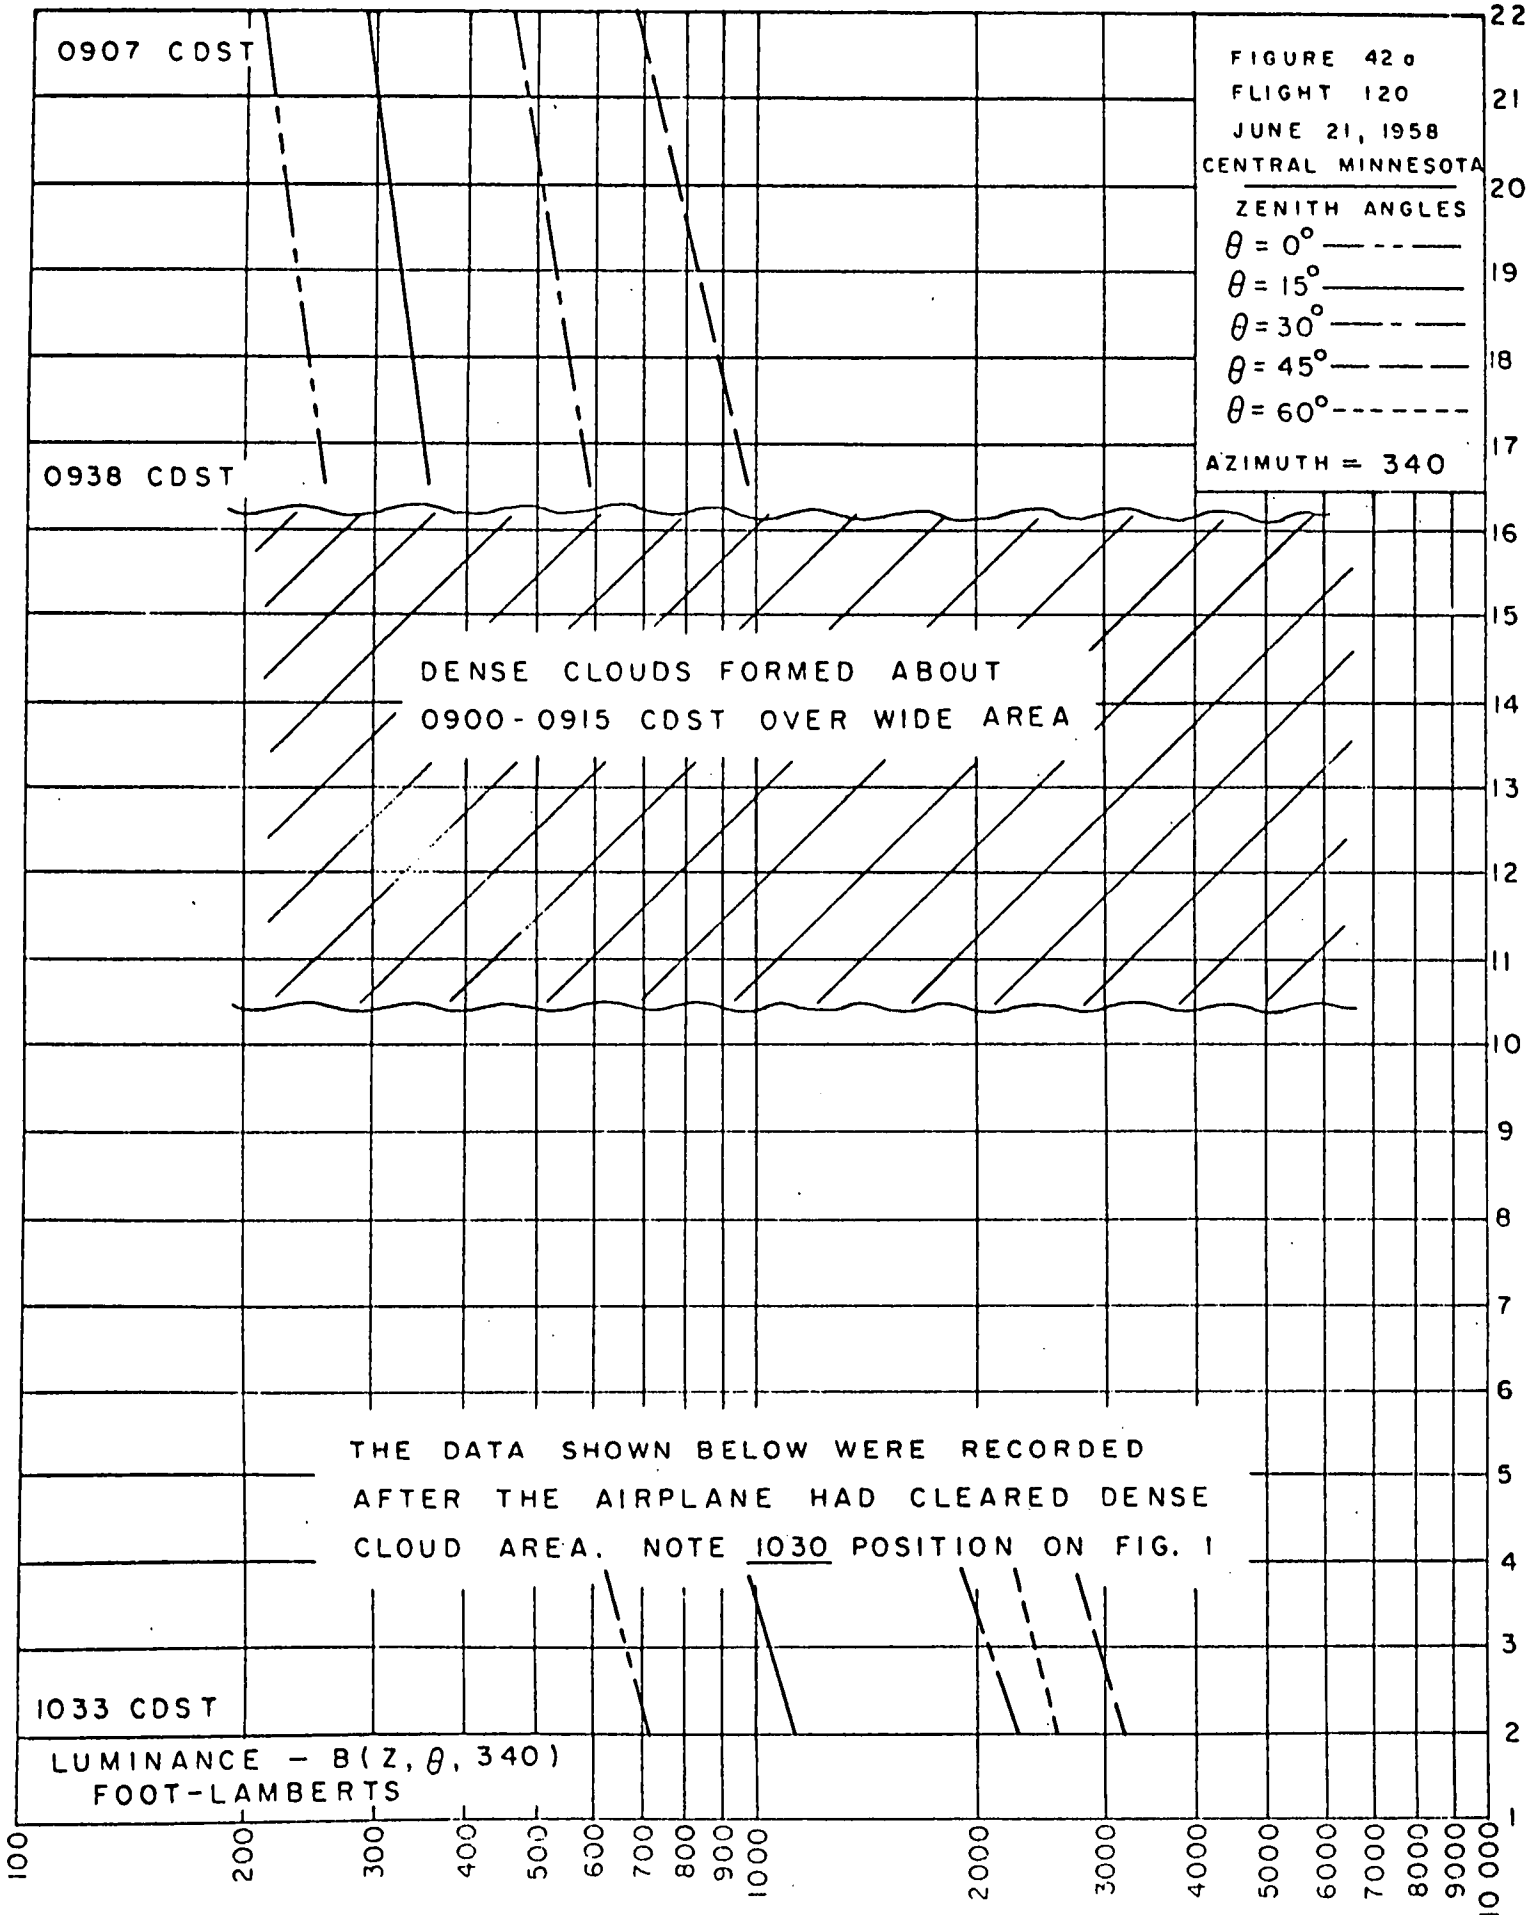 0907 CDST
FIGURE 42a
FLIGHT 120
JUNE 21, 1958
CENTRAL MINNESOTA
ZENITH ANGLES
θ = 0°
θ = 15°
θ = 30°
θ = 45°
θ = 60°
AZIMUTH = 340
0938 CDST
DENSE CLOUDS FORMED ABOUT
0900-0915 CDST OVER WIDE AREA
THE DATA SHOWN BELOW WERE RECORDED
AFTER THE AIRPLANE HAD CLEARED DENSE
CLOUD AREA. NOTE 1030 POSITION ON FIG. 1
1033 CDST
LUMINANCE - B(Z, θ, 340)
FOOT-LAMBERTS
22
21
20
19
18
17
16
15
14
13
12
11
10
9
8
7
6
5
4
3
2
1
100
200
300
400
500
600
700
800
900
1000
2000
3000
4000
5000
6000
7000
8000
9000
10000